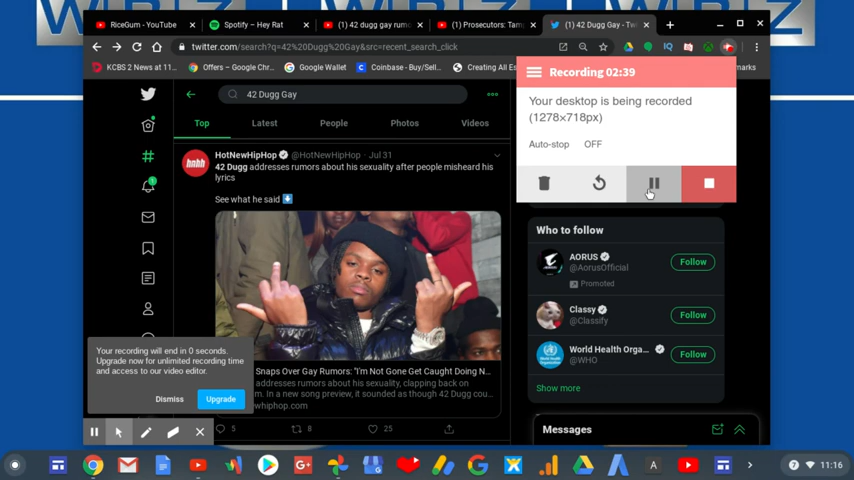 RiceGum - YouTube
Spotify – Hey Rat
(1) 42 dugg gay rumo
(1) Prosecutors: Tam
(1) 42 Dugg Gay - Tw
twitter.com/search?q=42%20Dugg%20Gay&src=recent_search_click
KCBS 2 News at 11...
Offers – Google Chr...
Google Wallet
Coinbase - Buy/Sell...
Creating All Es
maries
Recording 02:39
Your desktop is being recorded
(1278×718px)
Auto-stop OFF
42 Dugg Gay
Top
Latest
People
Photos
Videos
hnhh
HotNewHipHop @HotNewHipHop · Jul 31
42 Dugg addresses rumors about his sexuality after people misheard his
lyrics
See what he said
Snaps Over Gay Rumors: "I'm Not Gone Get Caught Doing N...
addresses rumors about his sexuality, clapping back on
m. In a new song preview, it sounded as though 42 Dugg cou...
whiphop.com
5
8
25
1
Your recording will end in 0 seconds.
Upgrade now for unlimited recording time
and access to our video editor.
Dismiss
Upgrade
Who to follow
AORUS
@AorusOfficial
Promoted
Follow
Classy
@Classify
Follow
World Health Orga...
@WHO
Follow
Show more
Messages
11:16